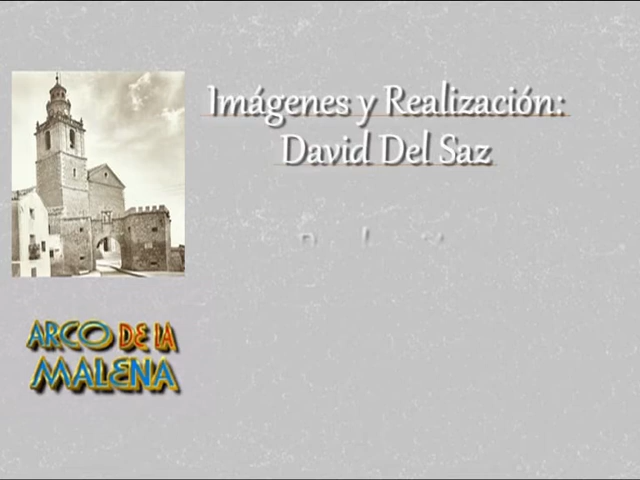 Imágenes y Realización:
David Del Saz
ARCO DE LA
MALENA